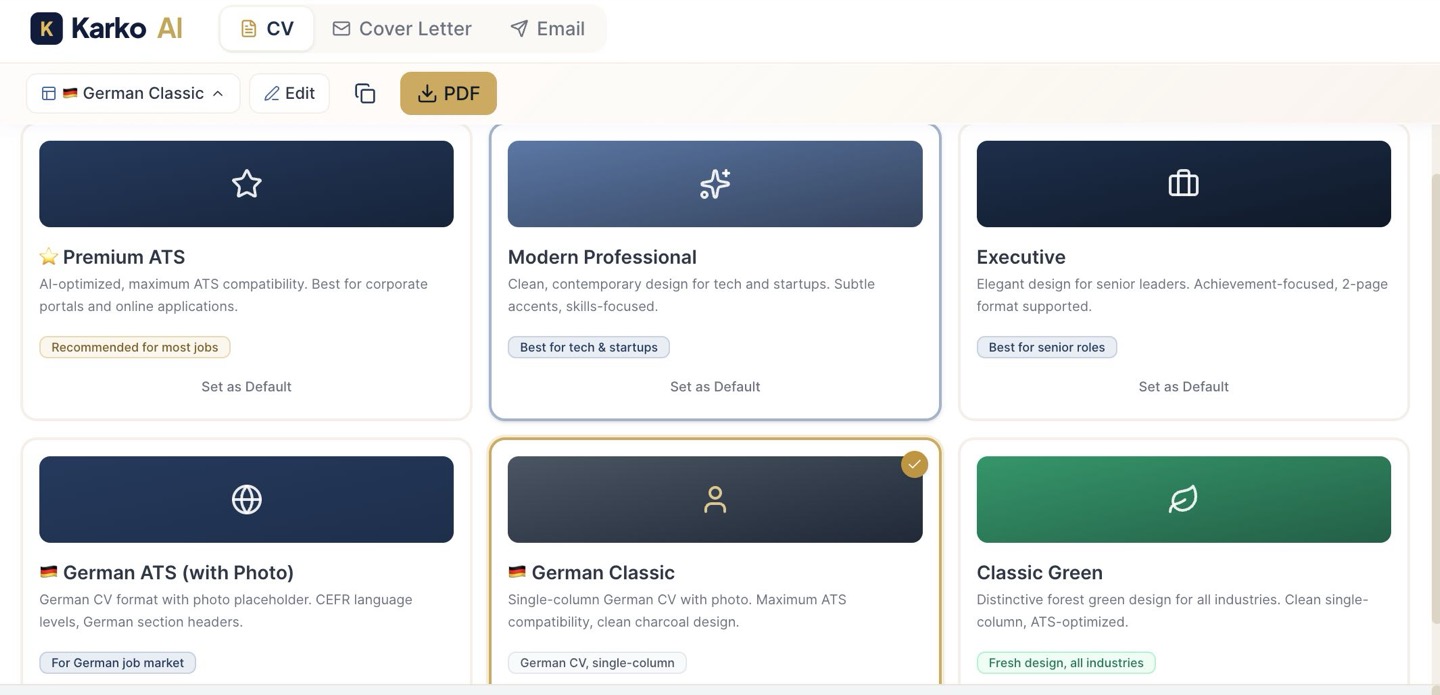 K Karko AI
CV
Cover Letter
Email
German Classic
Edit
PDF
Premium ATS
AI-optimized, maximum ATS compatibility. Best for corporate
portals and online applications.
Recommended for most jobs
Set as Default
Modern Professional
Clean, contemporary design for tech and startups. Subtle
accents, skills-focused.
Best for tech & startups
Set as Default
Executive
Elegant design for senior leaders. Achievement-focused, 2-page
format supported.
Best for senior roles
Set as Default
German ATS (with Photo)
German CV format with photo placeholder. CEFR language
levels, German section headers.
For German job market
German Classic
Single-column German CV with photo. Maximum ATS
compatibility, clean charcoal design.
German CV, single-column
Classic Green
Distinctive forest green design for all industries. Clean single-
column, ATS-optimized.
Fresh design, all industries